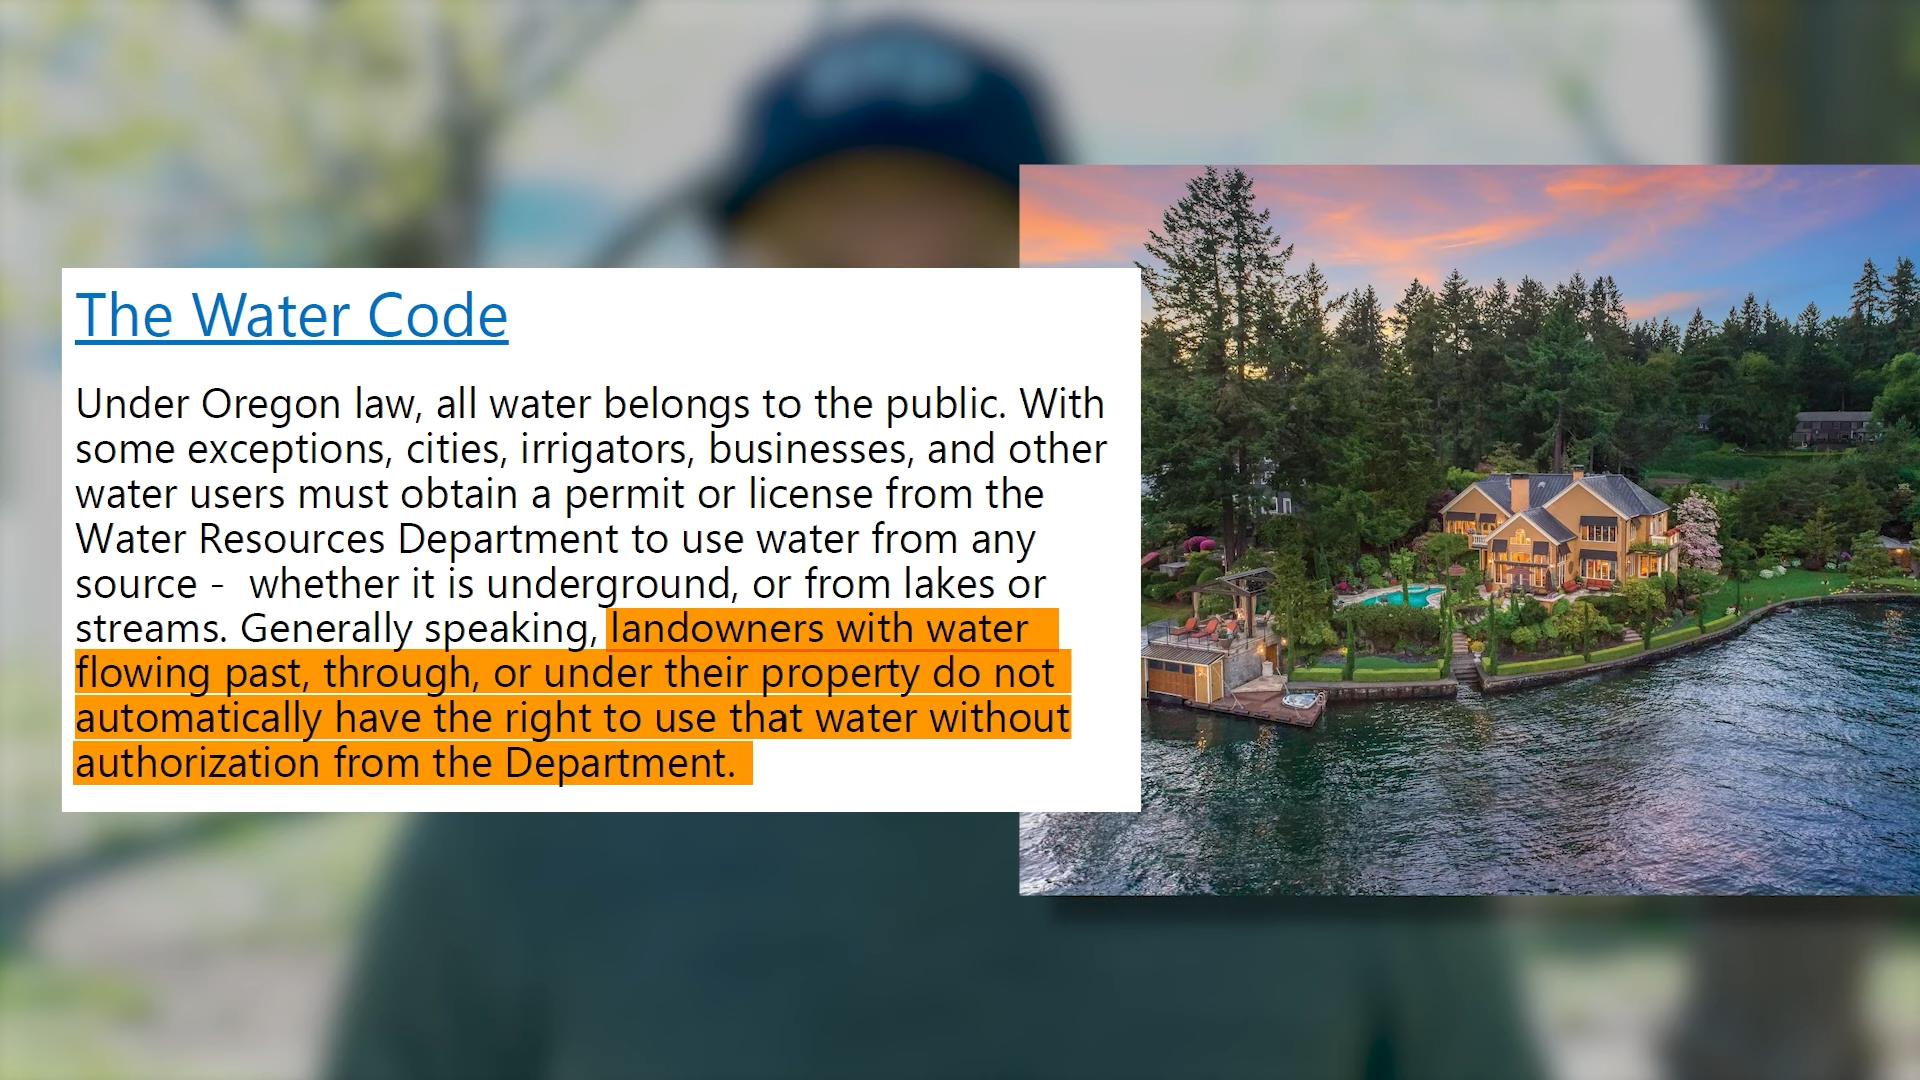 The Water Code
Under Oregon law, all water belongs to the public. With
some exceptions, cities, irrigators, businesses, and other
water users must obtain a permit or license from the
Water Resources Department to use water from any
source -  whether it is underground, or from lakes or
streams. Generally speaking, landowners with water
flowing past, through, or under their property do not
automatically have the right to use that water without
authorization from the Department.